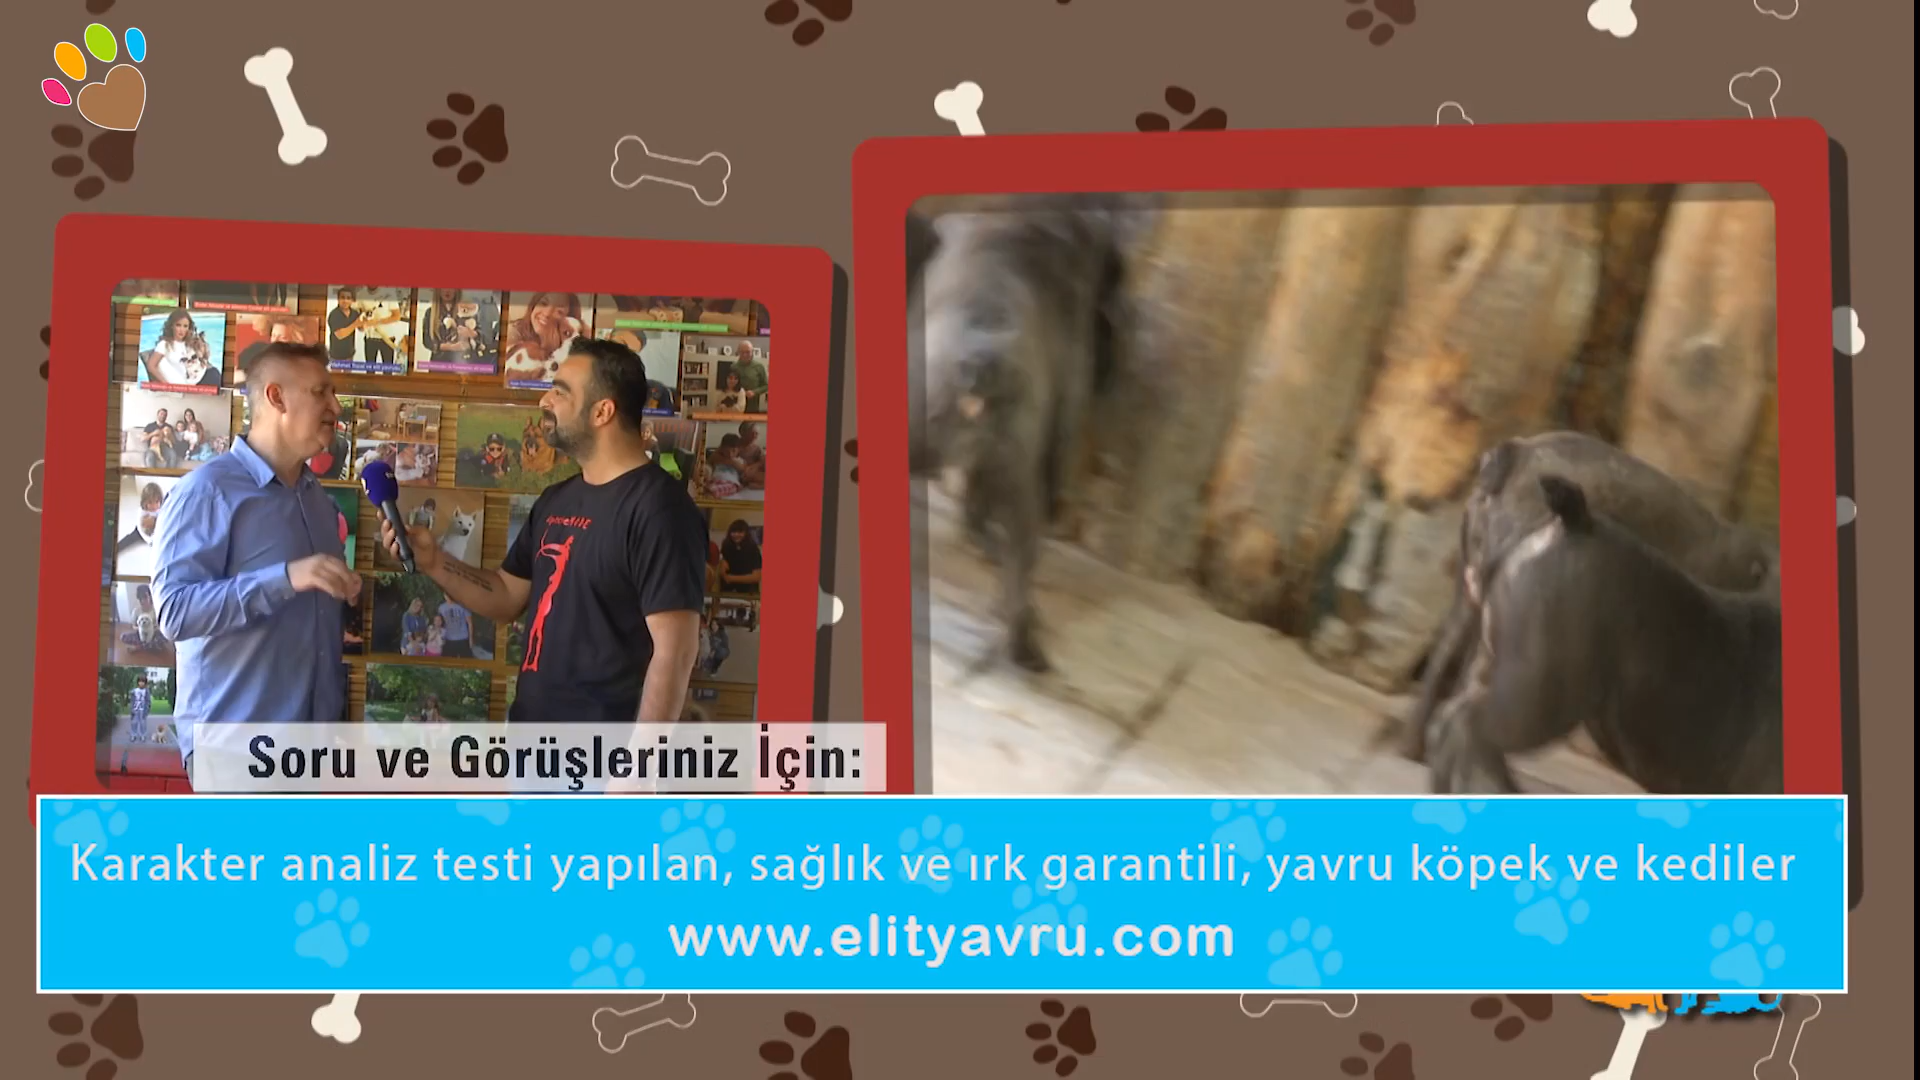 Soru ve Görüşleriniz İçin:
Karakter analiz testi yapılan, sağlık ve ırk garantili, yavru köpek ve kediler
www.elityavru.com